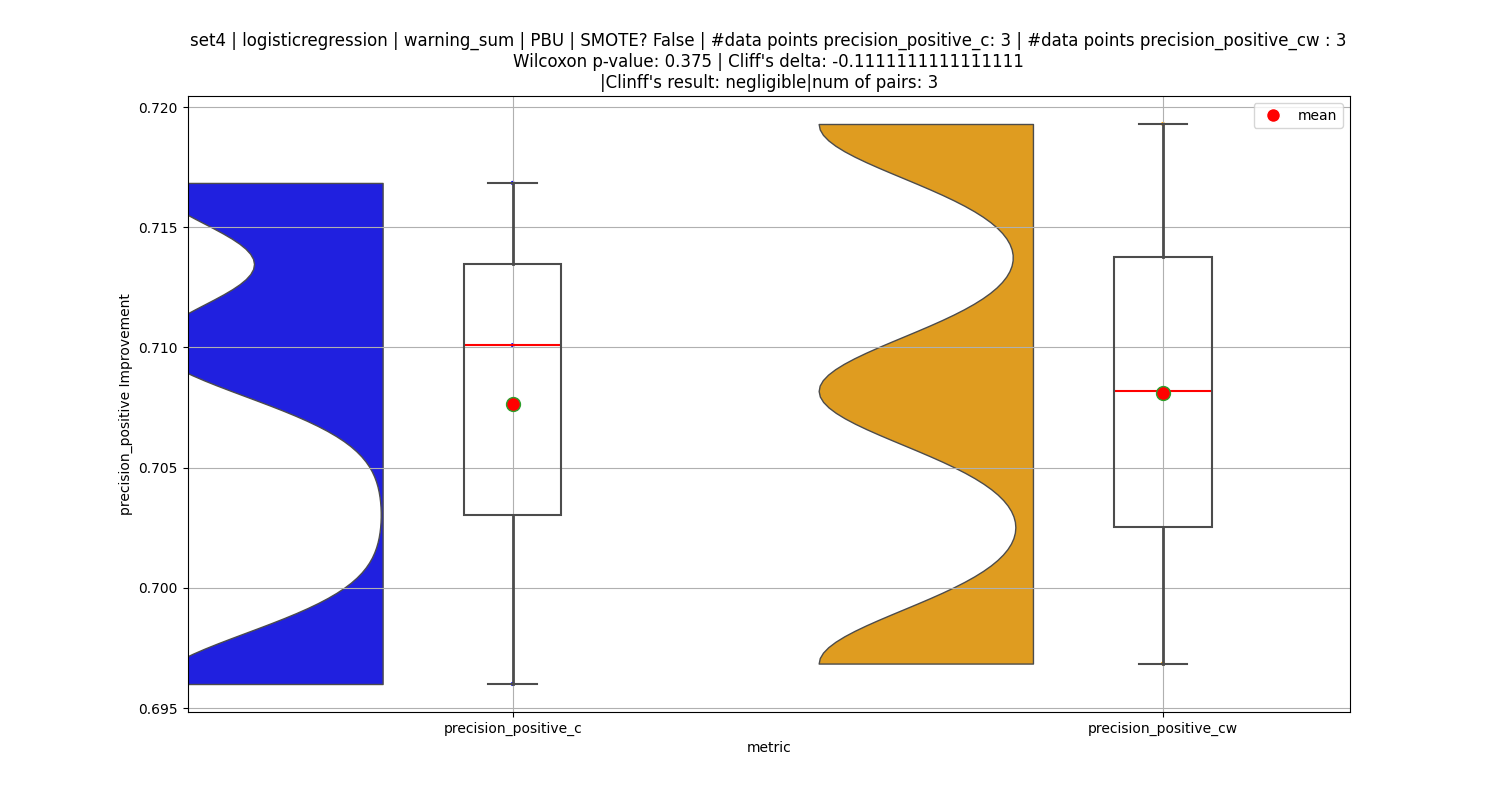 set4 | logisticregression | warning_sum | PBU | SMOTE? False | #data points precision_positive_c: 3 | #data points precision_positive_cw : 3
Wilcoxon p-value: 0.375 | Cliff's delta: -0.1111111111111111
|Clinff's result: negligible|num of pairs: 3
mean
0.720
0.715
0.710
0.705
0.700
0.695
precision_positive Improvement
precision_positive_c
precision_positive_cw
metric